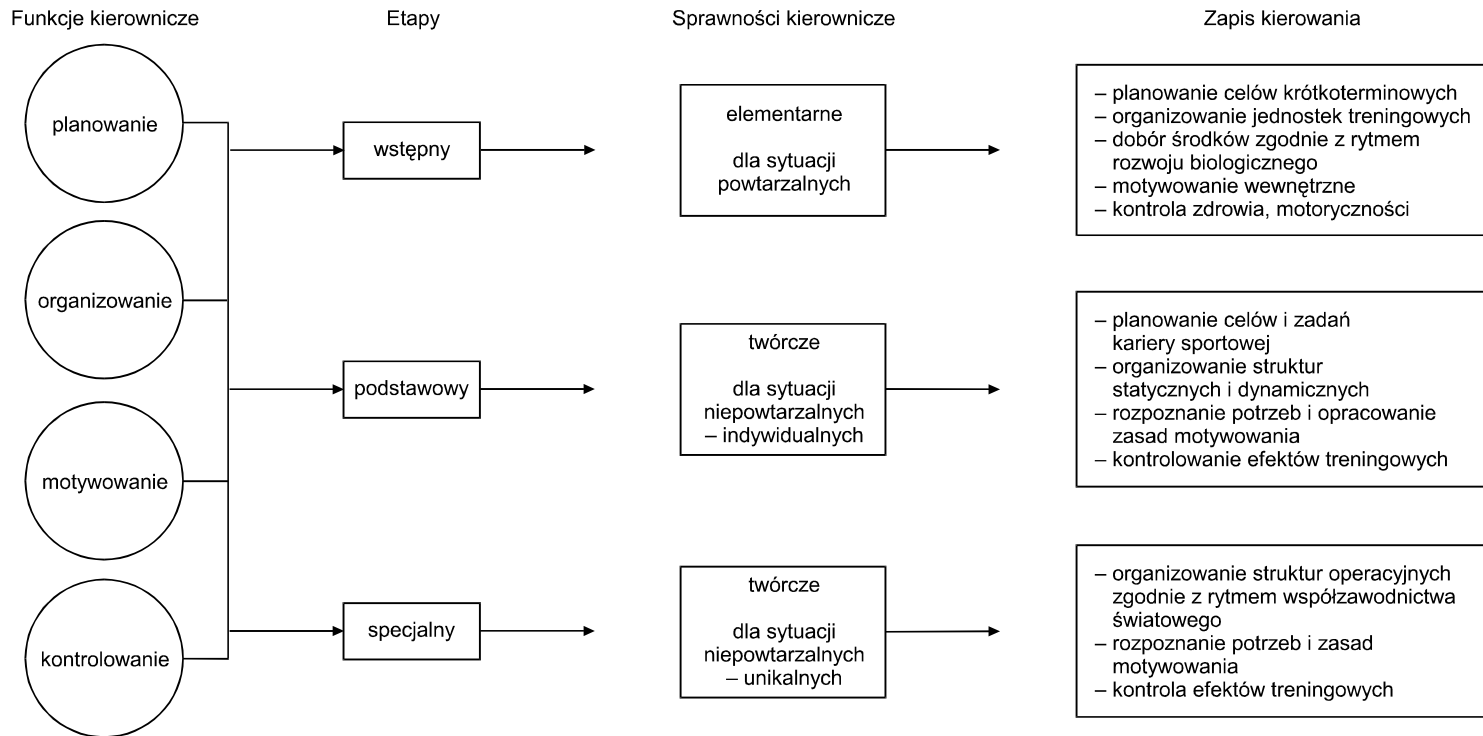 Funkcje kierownicze
Etapy
Sprawności kierownicze
Zapis kierowania
planowanie
organizowanie
motywowanie
kontrolowanie
wstępny
elementarne
dla sytuacji
powtarzalnych
– planowanie celów krótkoterminowych
– organizowanie jednostek treningowych
– dobór środków zgodnie z rytmem
rozwoju biologicznego
– motywowanie wewnętrzne
– kontrola zdrowia, motoryczności
podstawowy
twórcze
dla sytuacji
niepowtarzalnych
– indywidualnych
– planowanie celów i zadań
kariery sportowej
– organizowanie struktur
statycznych i dynamicznych
– rozpoznanie potrzeb i opracowanie
zasad motywowania
– kontrolowanie efektów treningowych
specjalny
twórcze
dla sytuacji
niepowtarzalnych
– unikalnych
– organizowanie struktur operacyjnych
zgodnie z rytmem współzawodnictwa
światowego
– rozpoznanie potrzeb i zasad
motywowania
– kontrola efektów treningowych